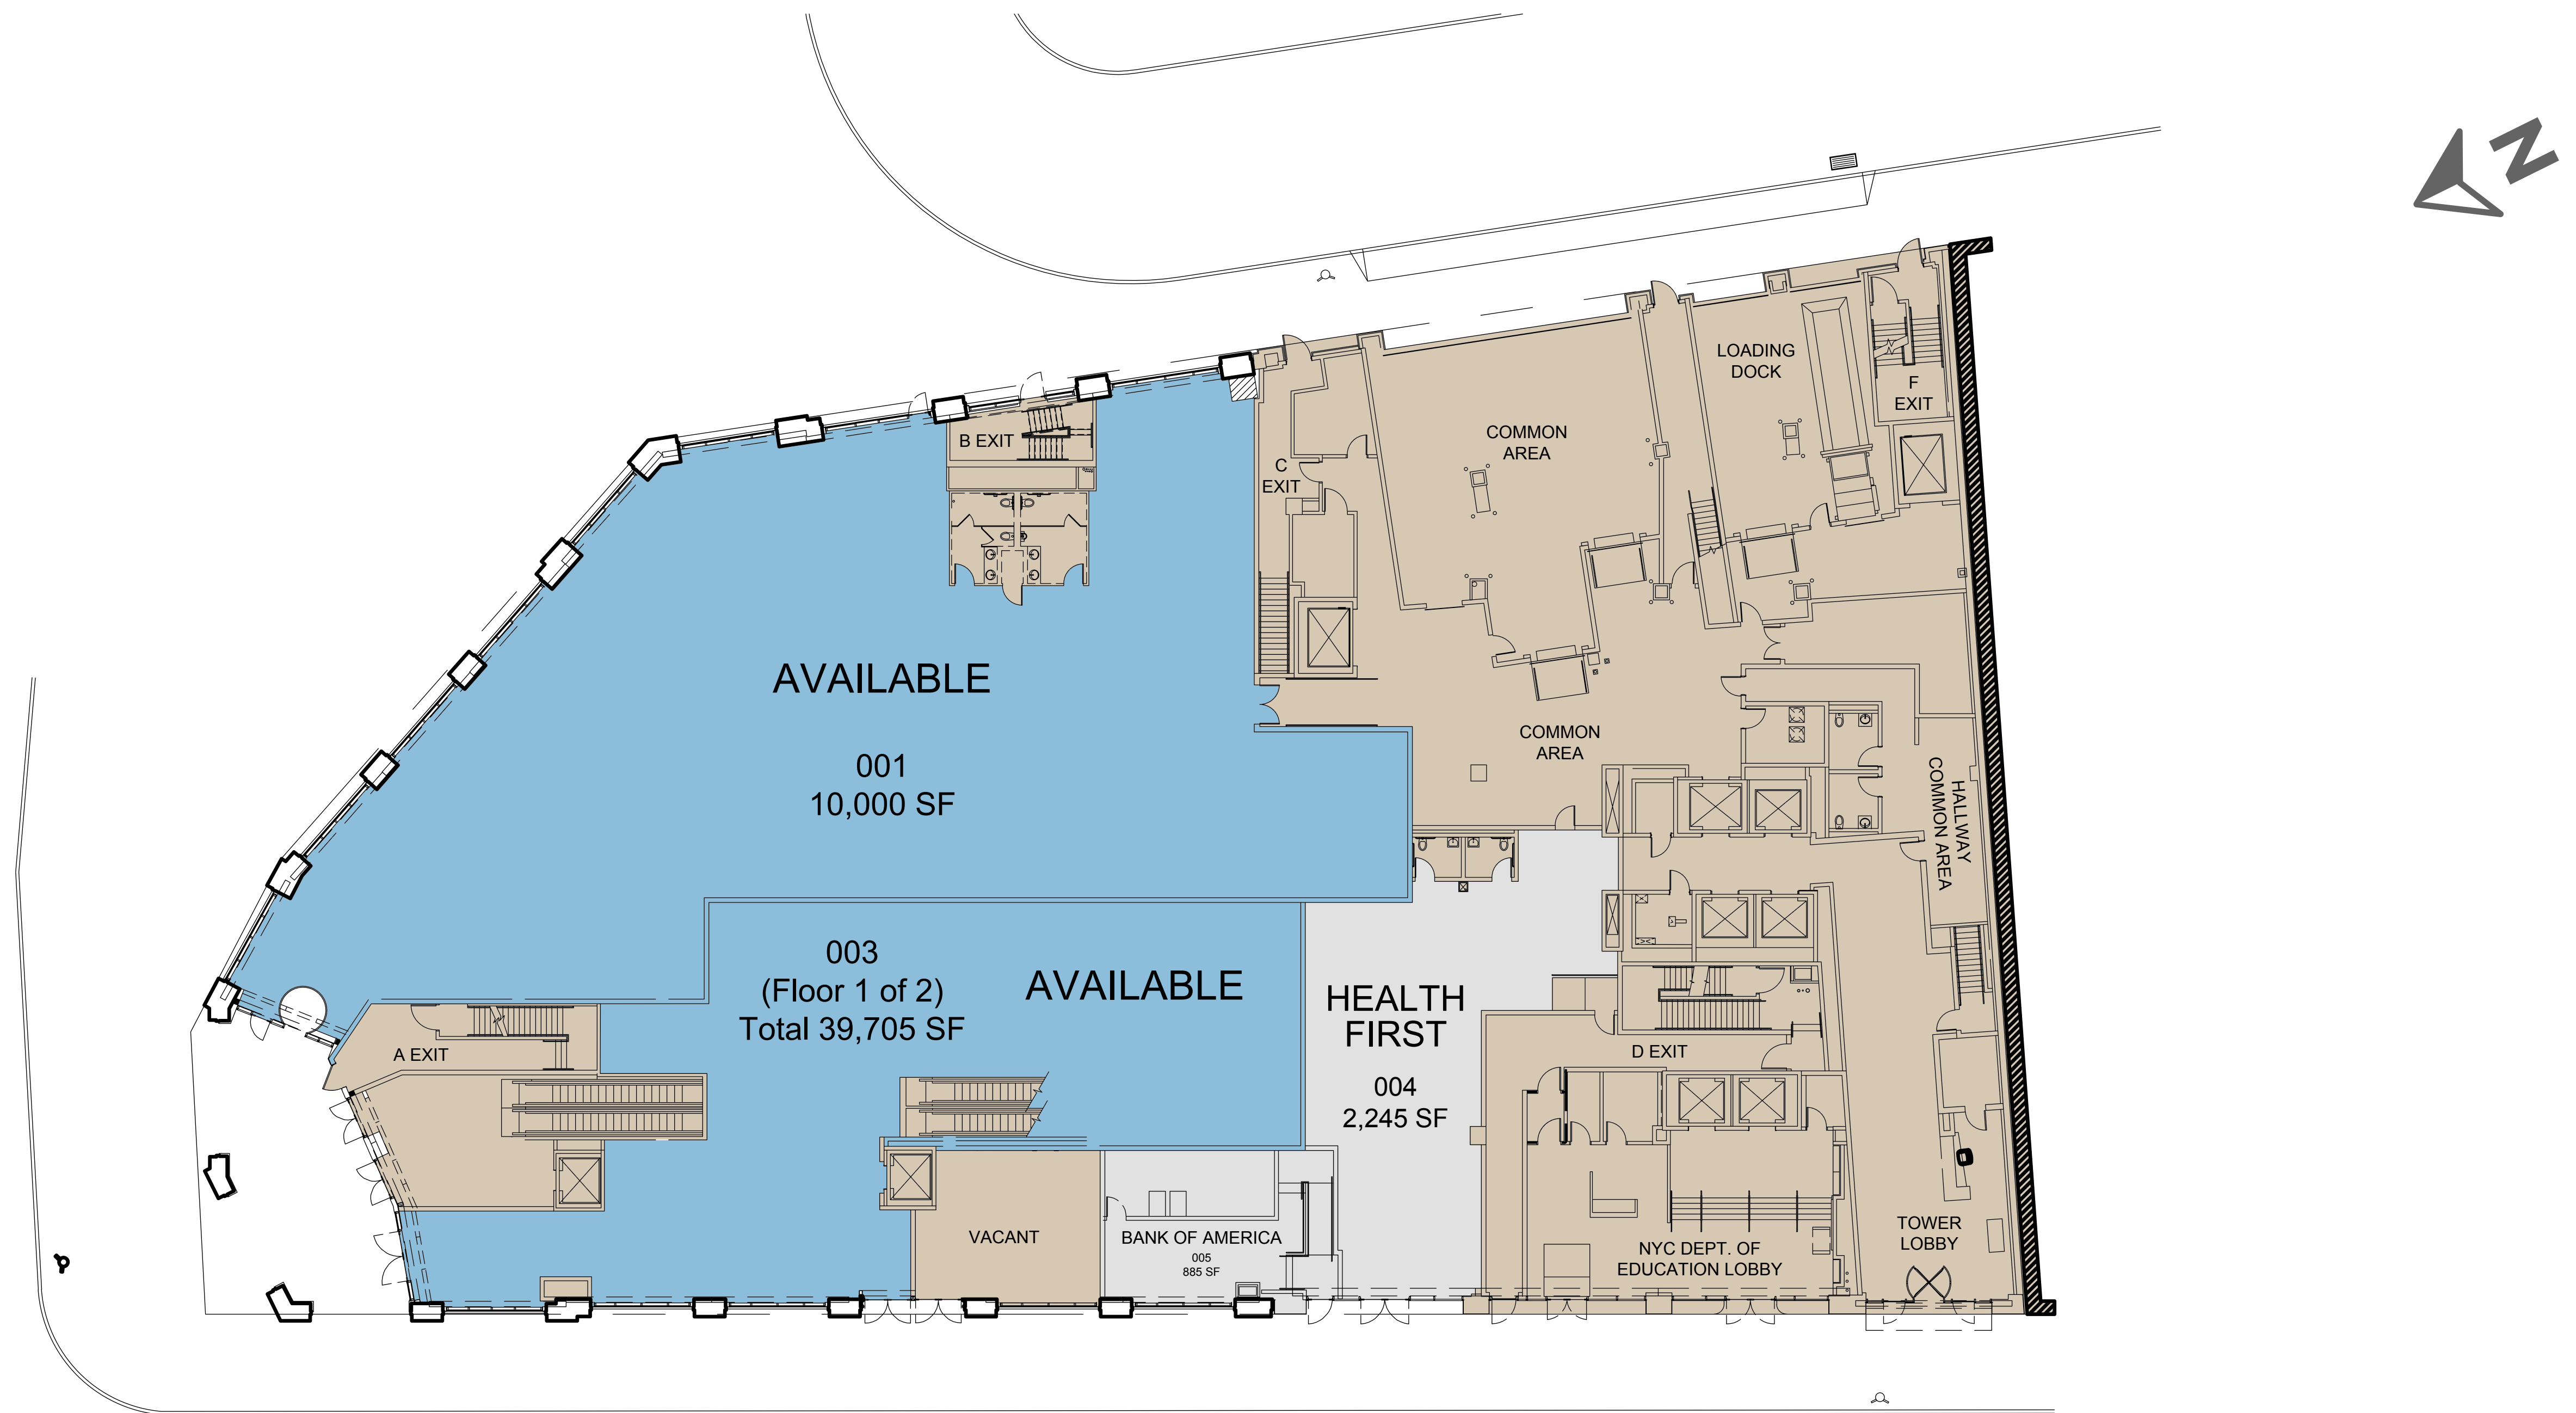 N
LOADING
DOCK
F
EXIT
B EXIT
COMMON
AREA
C
EXIT
AVAILABLE
001
10,000 SF
COMMON
AREA
HALLWAY
COMMON AREA
003
(Floor 1 of 2)
Total 39,705 SF
AVAILABLE
HEALTH
FIRST
004
2,245 SF
A EXIT
D EXIT
VACANT
BANK OF AMERICA
005
885 SF
NYC DEPT. OF
EDUCATION LOBBY
TOWER
LOBBY